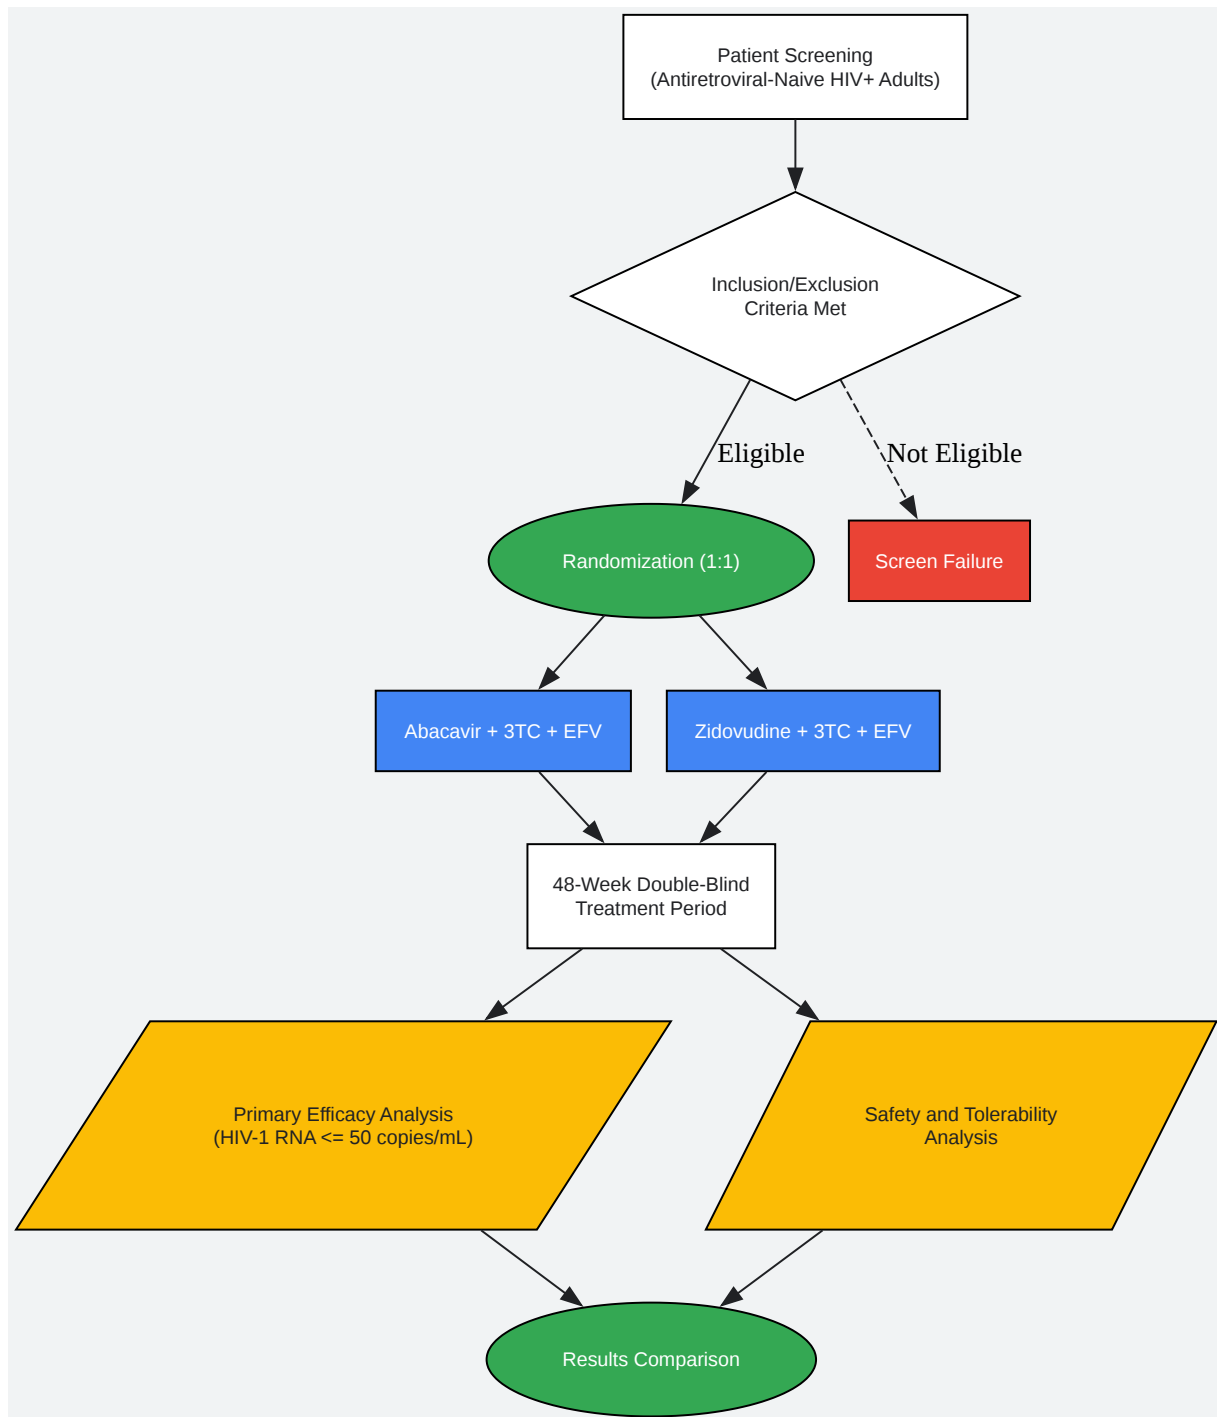 Patient Screening
(Antiretroviral-Naive HIV+ Adults)
Inclusion/Exclusion
Criteria Met
Eligible
Not Eligible
Randomization (1:1)
Screen Failure
Abacavir + 3TC + EFV
Zidovudine + 3TC + EFV
48-Week Double-Blind
Treatment Period
Primary Efficacy Analysis
(HIV-1 RNA <= 50 copies/mL)
Safety and Tolerability
Analysis
Results Comparison